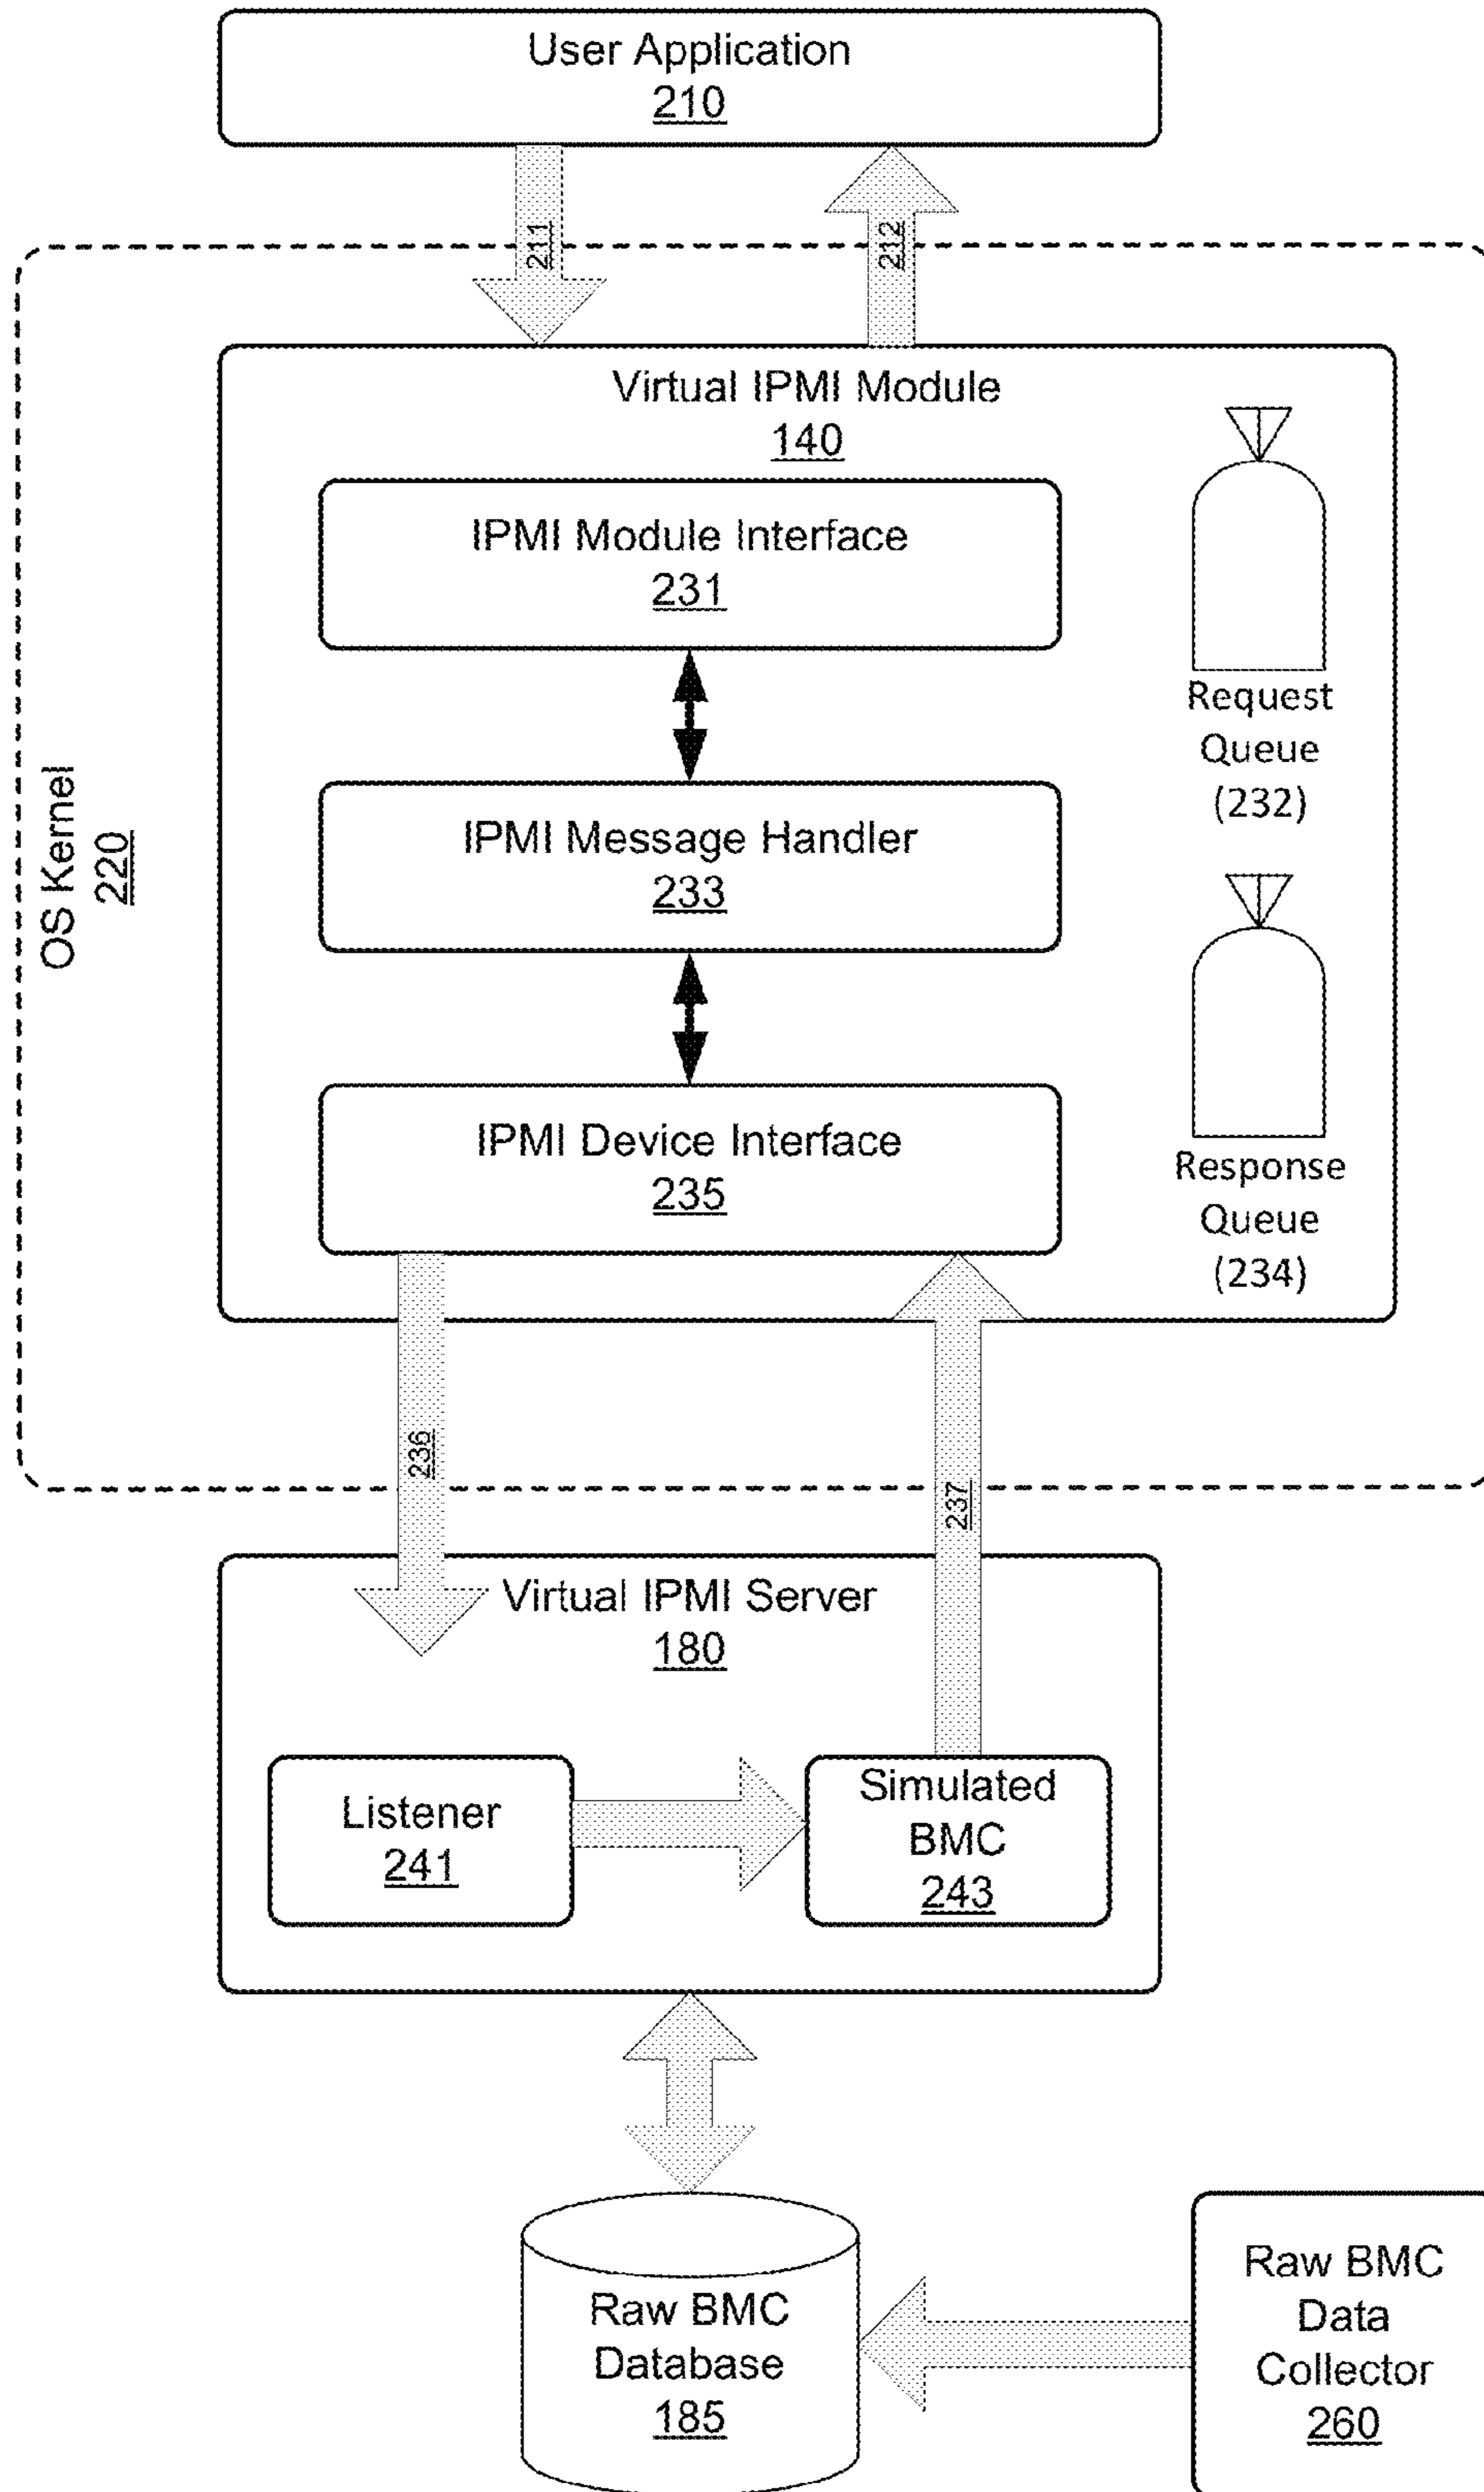 User Application
210
211
212
OS Kernel
220
Virtual IPMI Module
140
IPMI Module Interface
231
Request
Queue
(232)
IPMI Message Handler
233
IPMI Device Interface
235
Response
Queue
(234)
236
237
Virtual IPMI Server
180
Listener
241
Simulated
BMC
243
Raw BMC
Database
185
Raw BMC
Data
Collector
260